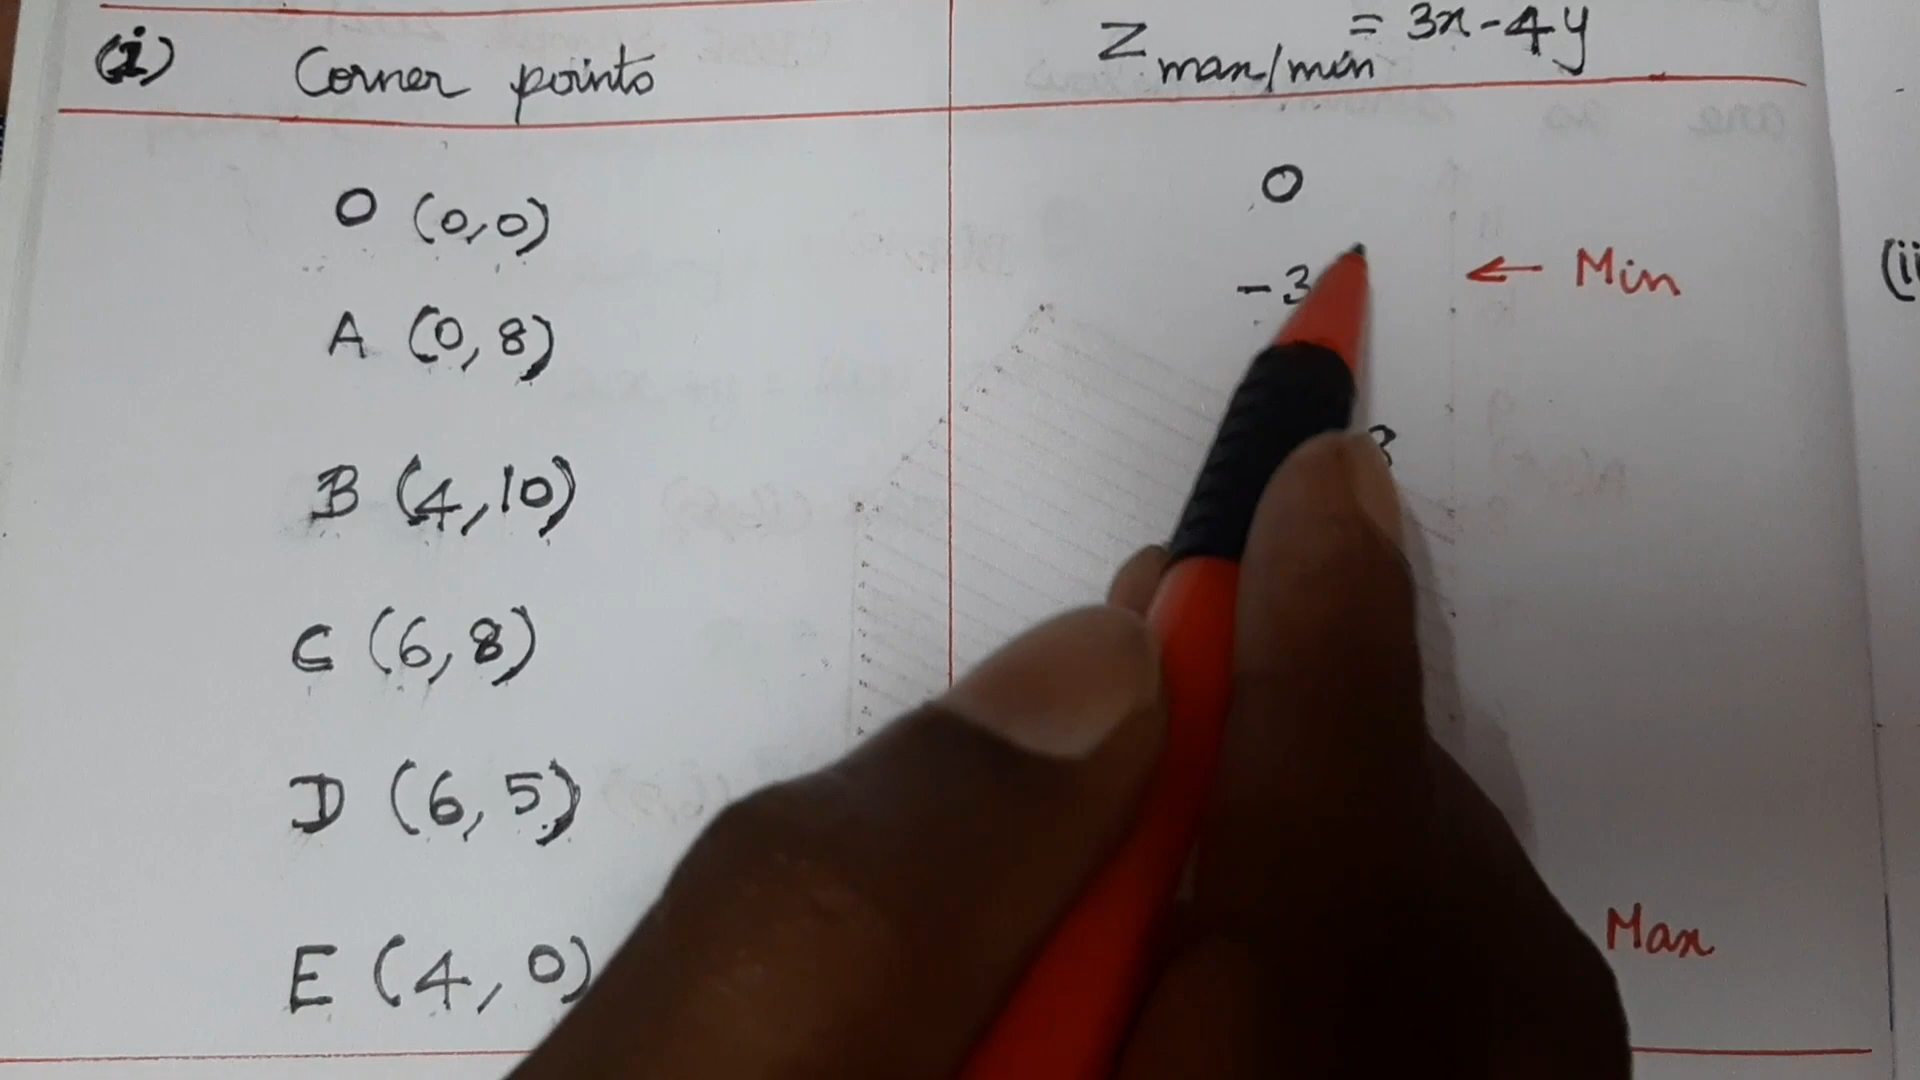 (i) Corner points Z max/min = 3x - 4y
O (0,0) 0
A (0,8) -3 ← Min
B (4,10)
C (6,8)
D (6,5)
E (4,0) Max